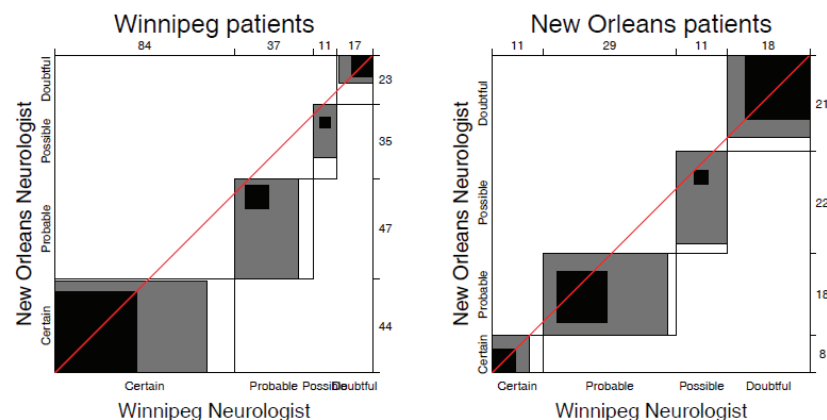 Winnipeg patients
84 37 11 17
New Orleans Neurologist
Doubtful
Possible
Probable
Certain
23
35
47
44
Certain Probable Possible Doubtful
Winnipeg Neurologist
New Orleans patients
11 29 11 18
New Orleans Neurologist
Doubtful
Possible
Probable
Certain
21
22
18
8
Certain Probable Possible Doubtful
Winnipeg Neurologist